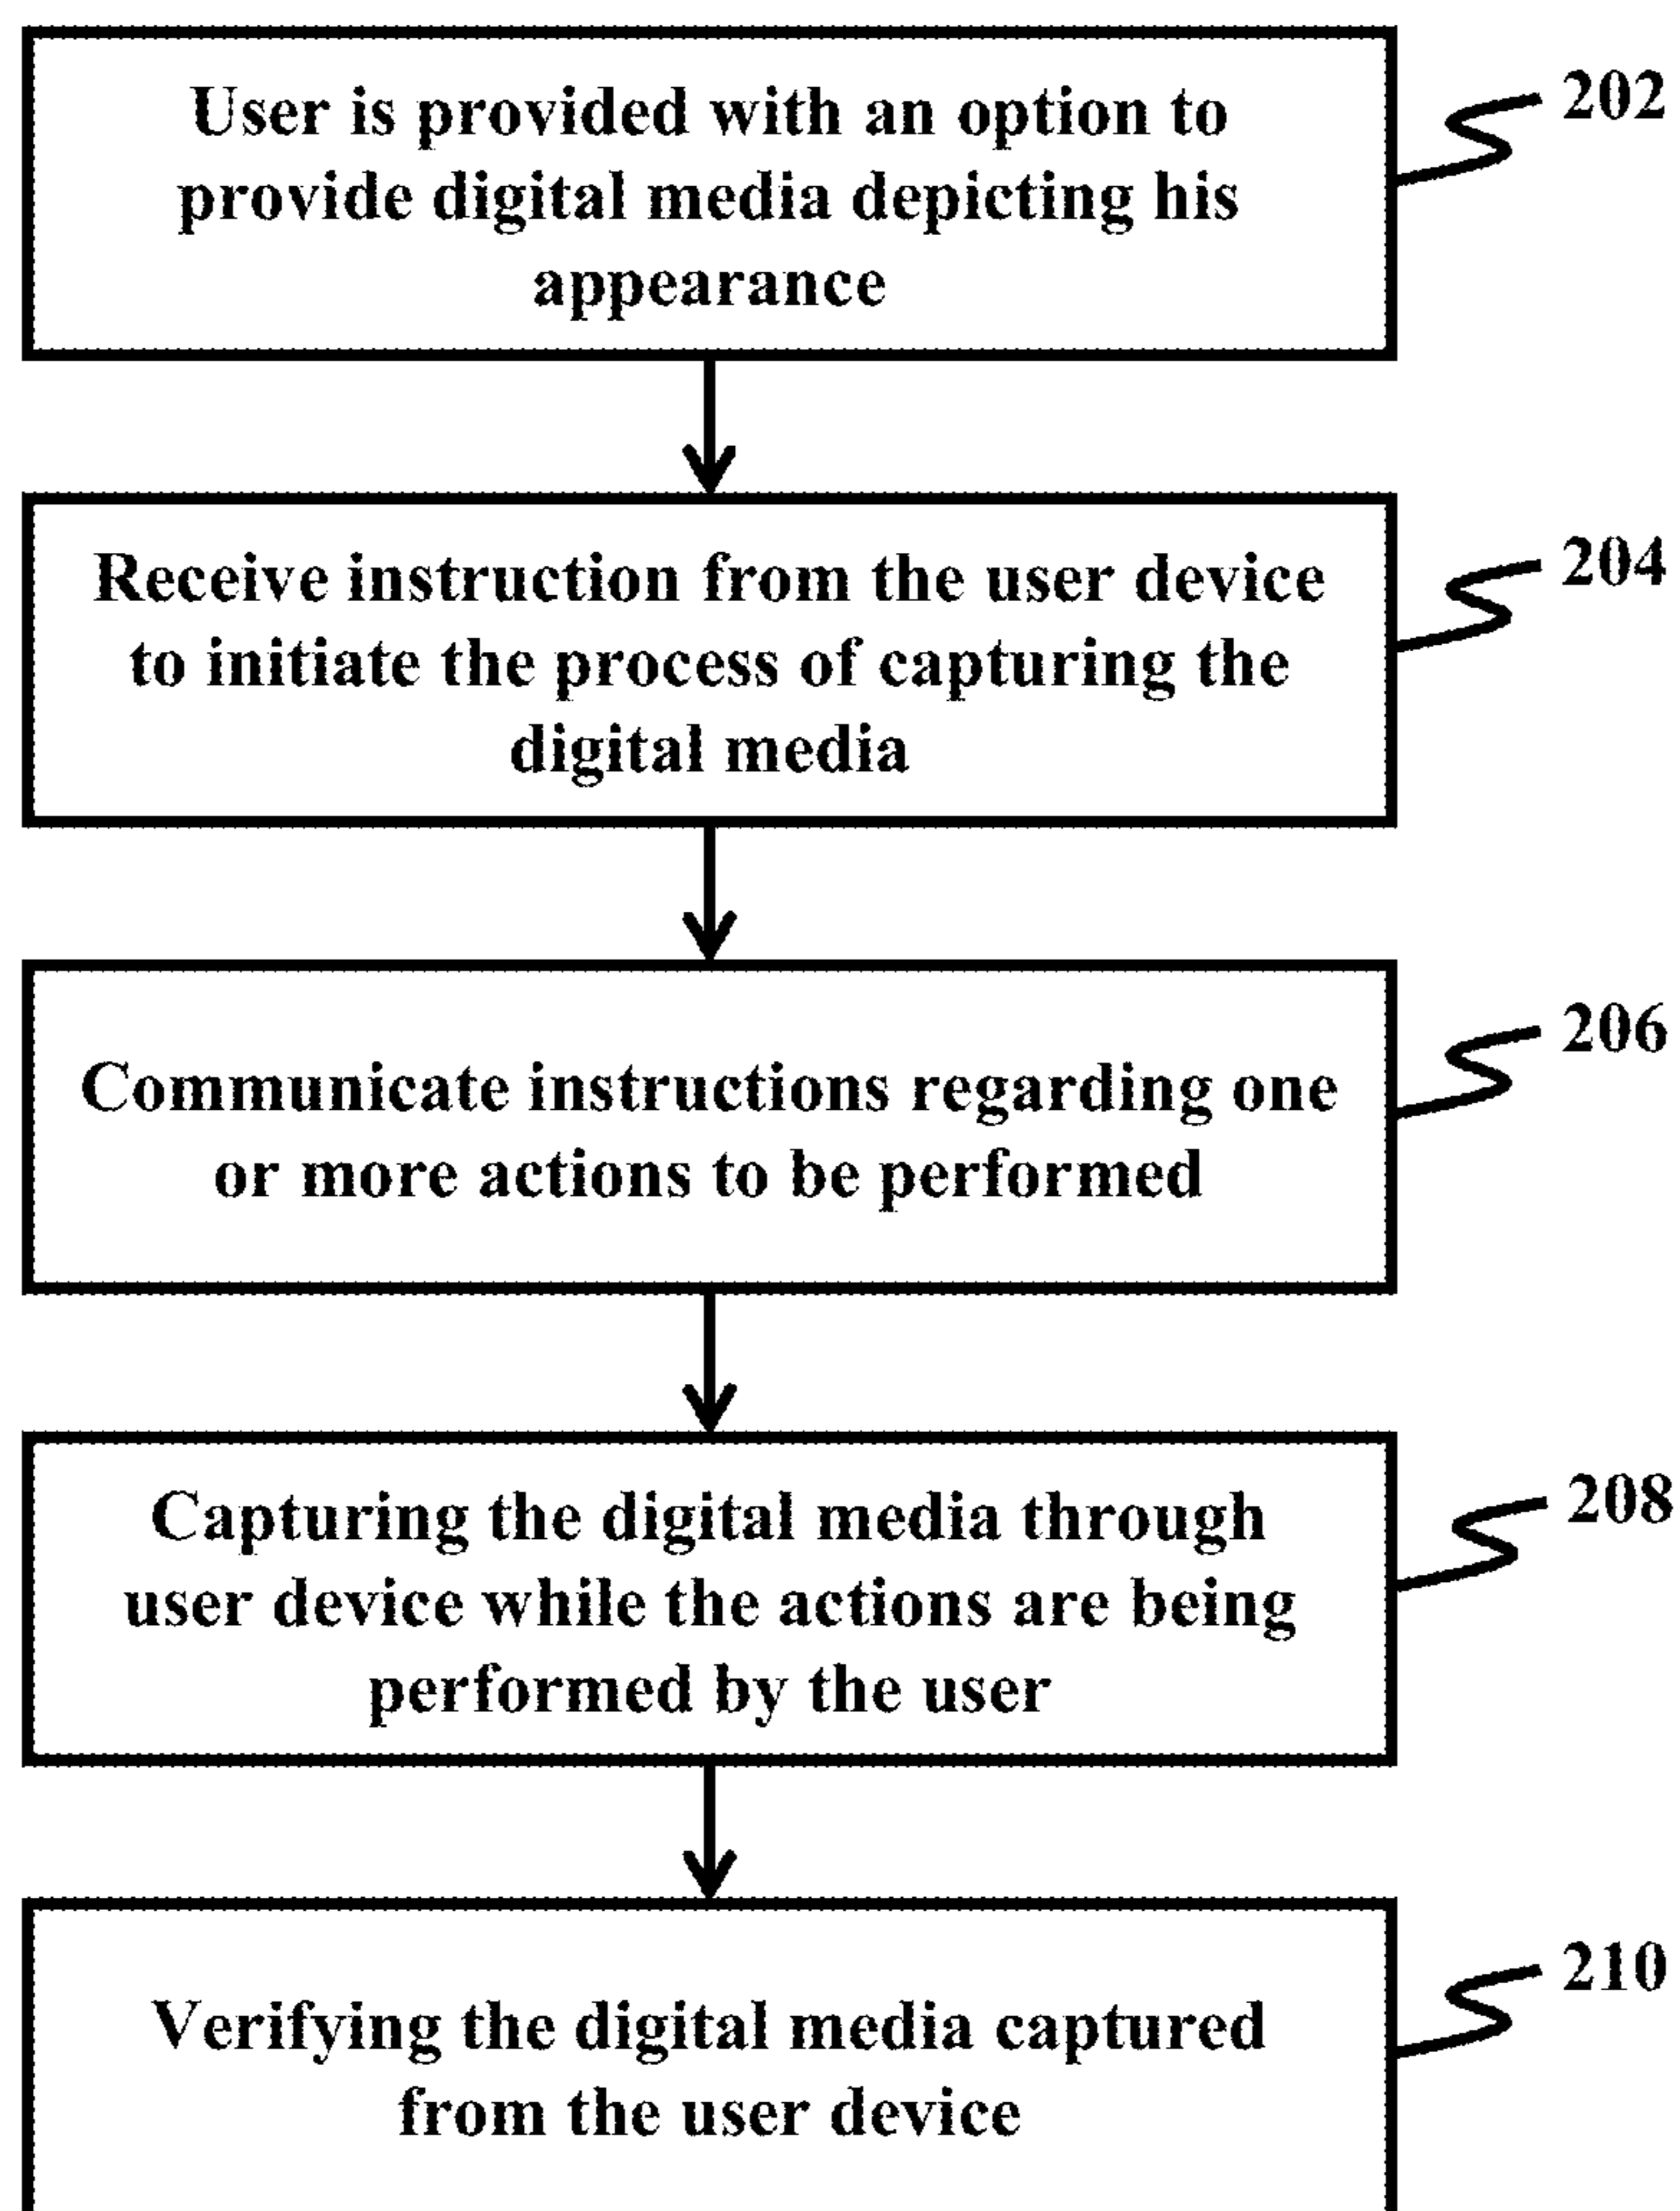 User is provided with an option to
provide digital media depicting his
appearance
202
Receive instruction from the user device
to initiate the process of capturing the
digital media
204
Communicate instructions regarding one
or more actions to be performed
206
Capturing the digital media through
user device while the actions are being
performed by the user
208
Verifying the digital media captured
from the user device
210